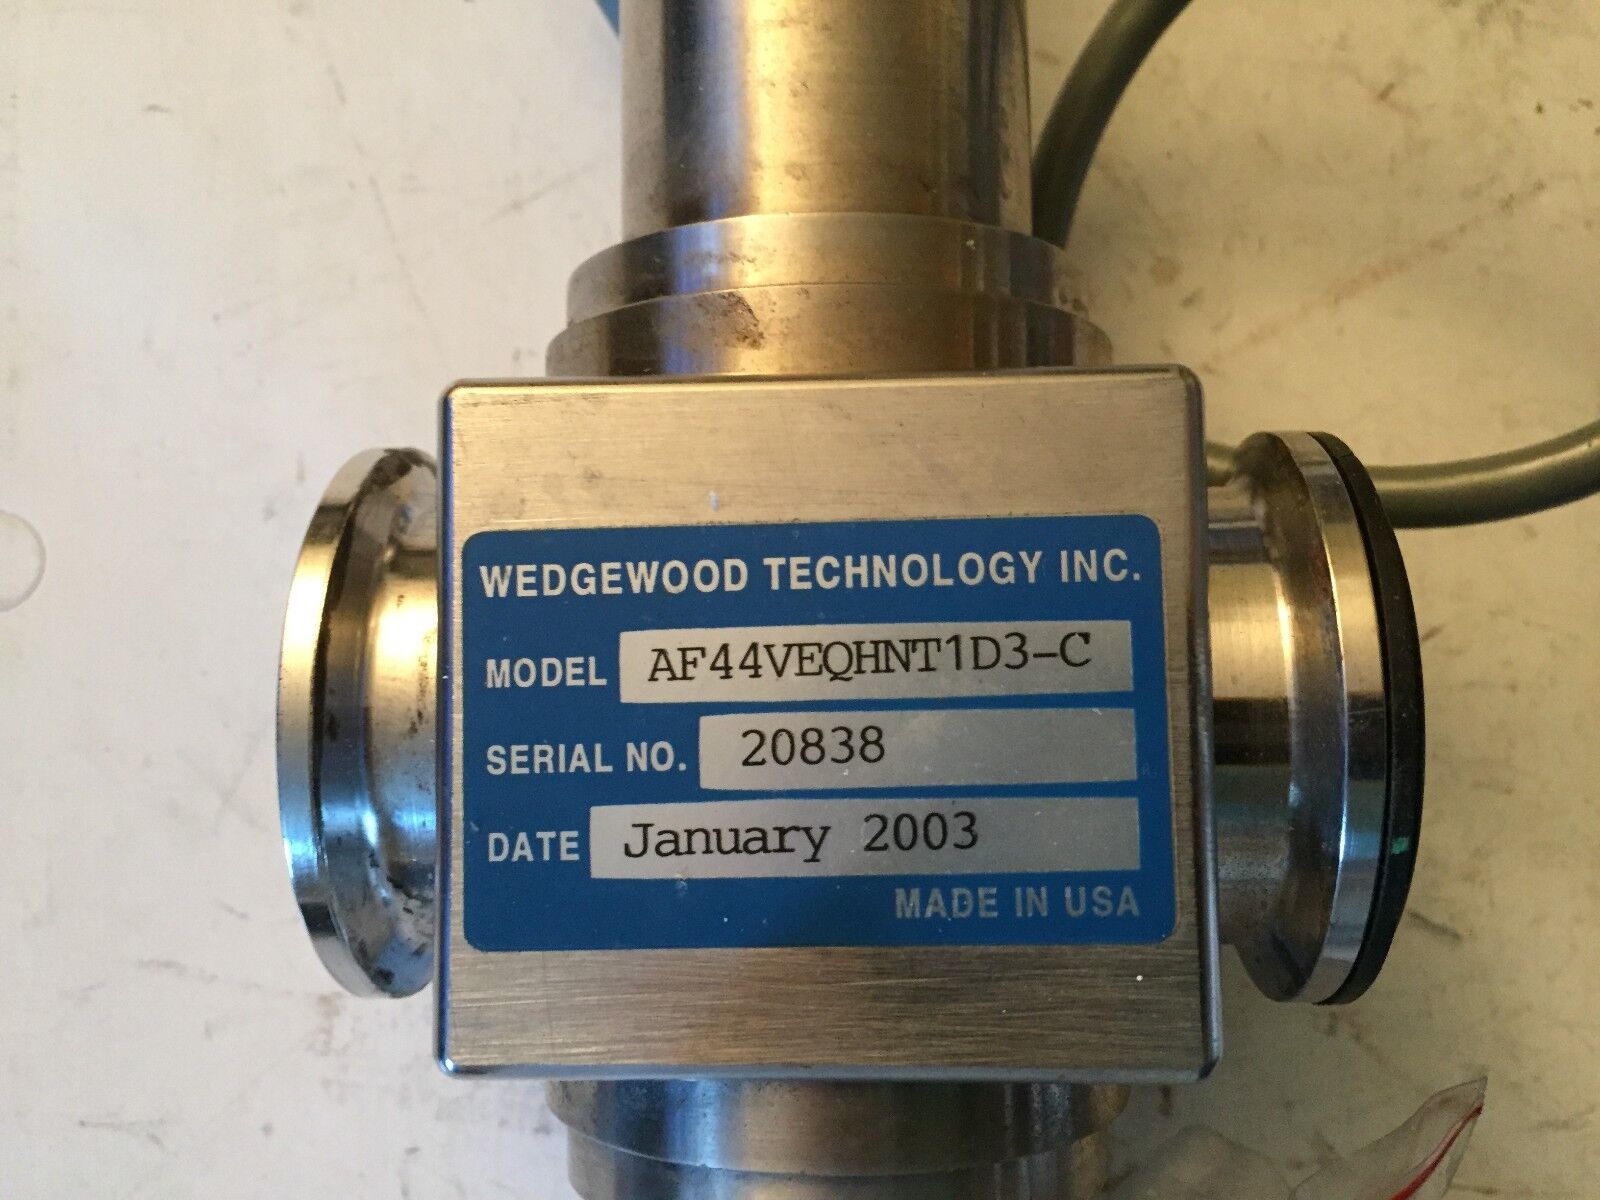 WEDGEWOOD TECHNOLOGY INC.
MODEL AF44VEQHNT1D3-C
SERIAL NO. 20838
DATE January 2003
MADE IN USA